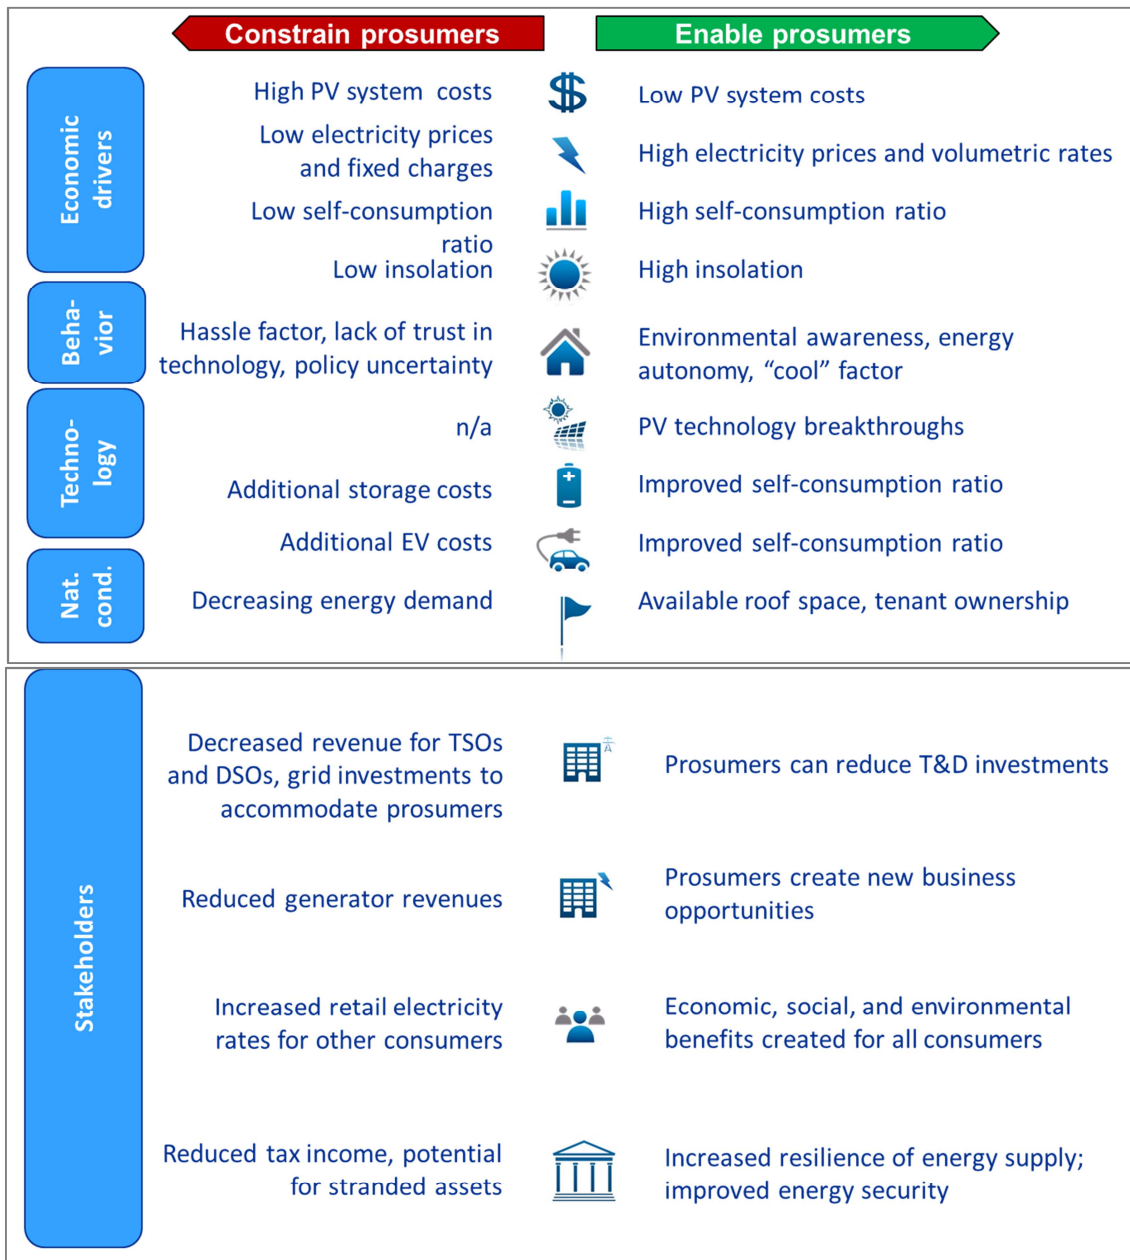 Constrain prosumers
Enable prosumers
Economic
drivers
High PV system costs
$
Low PV system costs
Low electricity prices
and fixed charges
High electricity prices and volumetric rates
Low self-consumption
ratio
High self-consumption ratio
Low insolation
High insolation
Beha-
vior
Hassle factor, lack of trust in
technology, policy uncertainty
Environmental awareness, energy
autonomy, “cool” factor
Techno-
logy
n/a
PV technology breakthroughs
Additional storage costs
Improved self-consumption ratio
Additional EV costs
Improved self-consumption ratio
Nat.
cond.
Decreasing energy demand
Available roof space, tenant ownership
Stakeholders
Decreased revenue for TSOs
and DSOs, grid investments to
accommodate prosumers
Prosumers can reduce T&D investments
Reduced generator revenues
Prosumers create new business
opportunities
Increased retail electricity
rates for other consumers
Economic, social, and environmental
benefits created for all consumers
Reduced tax income, potential
for stranded assets
Increased resilience of energy supply;
improved energy security